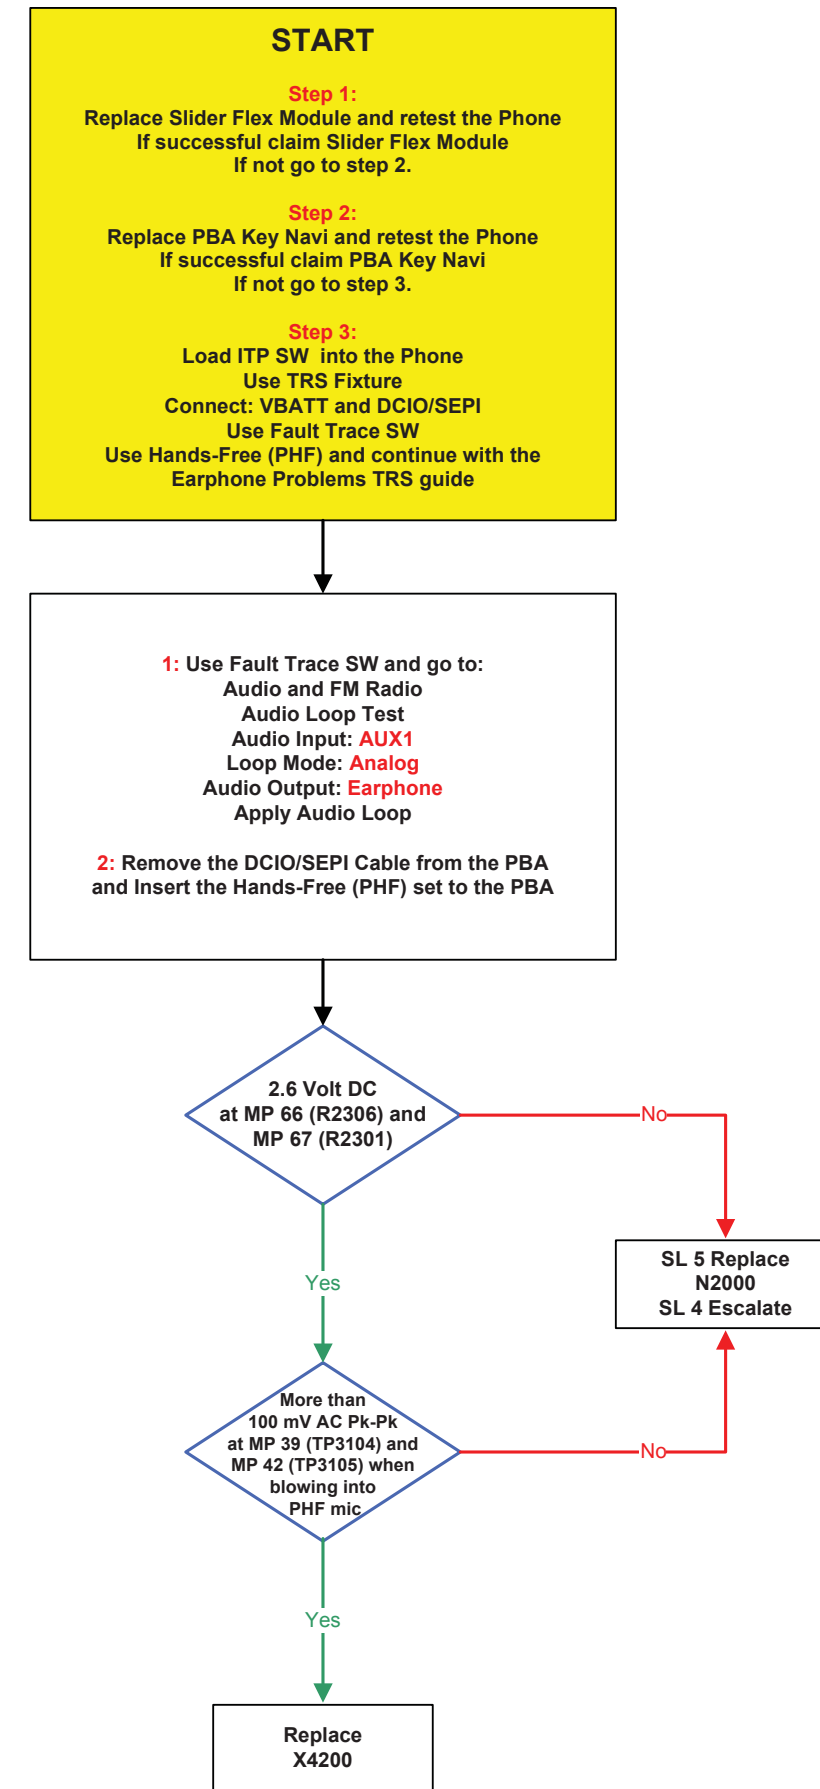 START
Step 1:
Replace Slider Flex Module and retest the Phone
If successful claim Slider Flex Module
If not go to step 2.
Step 2:
Replace PBA Key Navi and retest the Phone
If successful claim PBA Key Navi
If not go to step 3.
Step 3:
Load ITP SW into the Phone
Use TRS Fixture
Connect: VBATT and DCIO/SEPI
Use Fault Trace SW
Use Hands-Free (PHF) and continue with the
Earphone Problems TRS guide
1: Use Fault Trace SW and go to:
Audio and FM Radio
Audio Loop Test
Audio Input: AUX1
Loop Mode: Analog
Audio Output: Earphone
Apply Audio Loop
2: Remove the DCIO/SEPI Cable from the PBA
and Insert the Hands-Free (PHF) set to the PBA
2.6 Volt DC
at MP 66 (R2306) and
MP 67 (R2301)
No
SL 5 Replace
N2000
SL 4 Escalate
Yes
More than
100 mV AC Pk-Pk
at MP 39 (TP3104) and
MP 42 (TP3105) when
blowing into
PHF mic
No
Yes
Replace
X4200